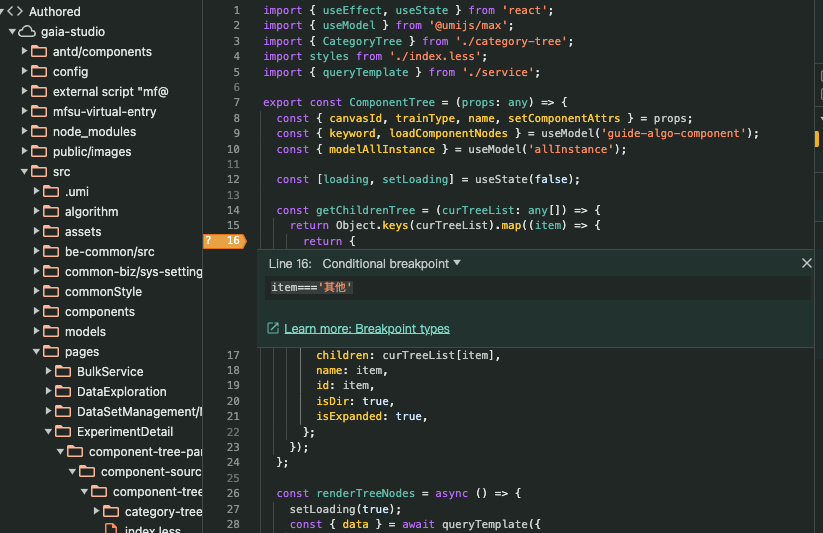 Authored
gaia-studio
antd/components
config
external script "mf@
mfsu-virtual-entry
node_modules
public/images
src
.umi
algorithm
assets
be-common/src
common-biz/sys-setting
commonStyle
components
models
pages
BulkService
DataExploration
DataSetManagement/
ExperimentDetail
component-tree-pa
component-sourc
component-tree
category-tree
index.less
1 import { useEffect, useState } from 'react';
2 import { useModel } from '@umijs/max';
3 import { CategoryTree } from './category-tree';
4 import styles from './index.less';
5 import { queryTemplate } from './service';
6
7 export const ComponentTree = (props: any) => {
8 const { canvasId, trainType, name, setComponentAttrs } = props;
9 const { keyword, loadComponentNodes } = useModel('guide-algo-component');
10 const { modelAllInstance } = useModel('allInstance');
11
12 const [loading, setLoading] = useState(false);
13
14 const getChildrenTree = (curTreeList: any[]) => {
15 return Object.keys(curTreeList).map((item) => {
? 16 return {
Line 16: Conditional breakpoint
item==='其他'
Learn more: Breakpoint types
17 children: curTreeList[item],
18 name: item,
19 id: item,
20 isDir: true,
21 isExpanded: true,
22 };
23 });
24 };
25
26 const renderTreeNodes = async () => {
27 setLoading(true);
28 const { data } = await queryTemplate({